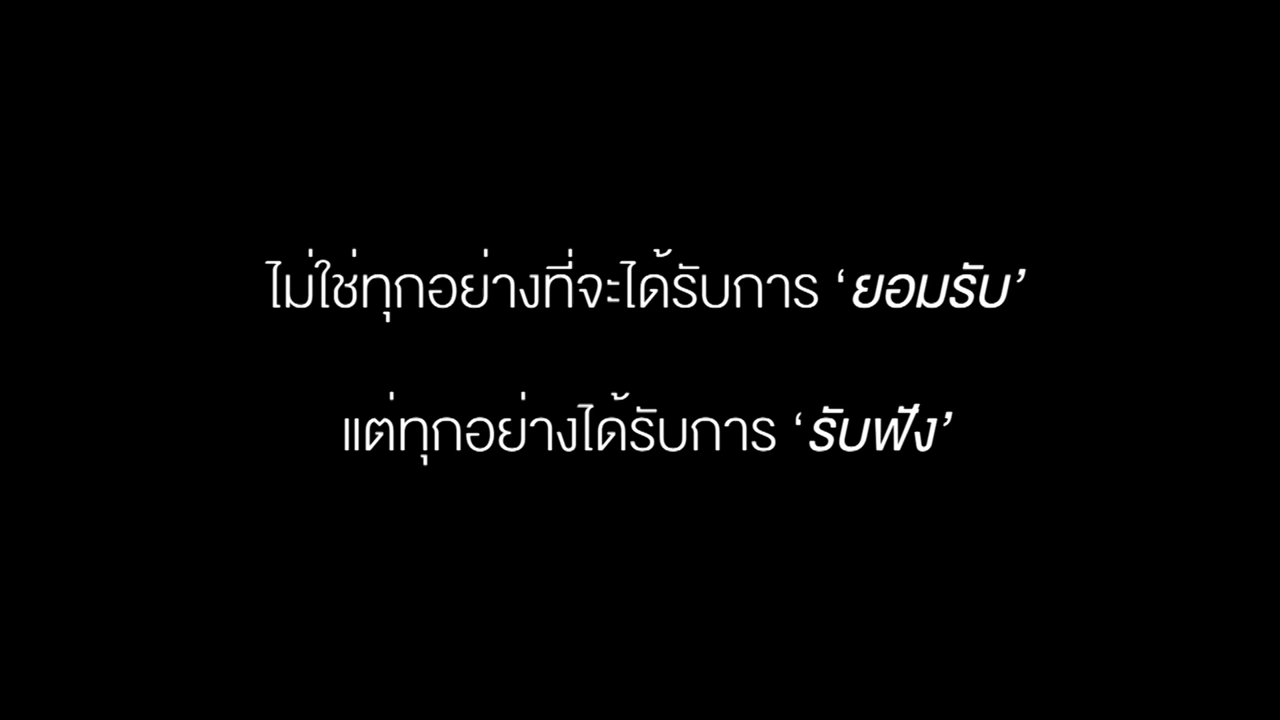 ไม่ใช่ทุกอย่างที่จะได้รับการ ‘ยอมรับ’
แต่ทุกอย่างได้รับการ ‘รับฟัง’